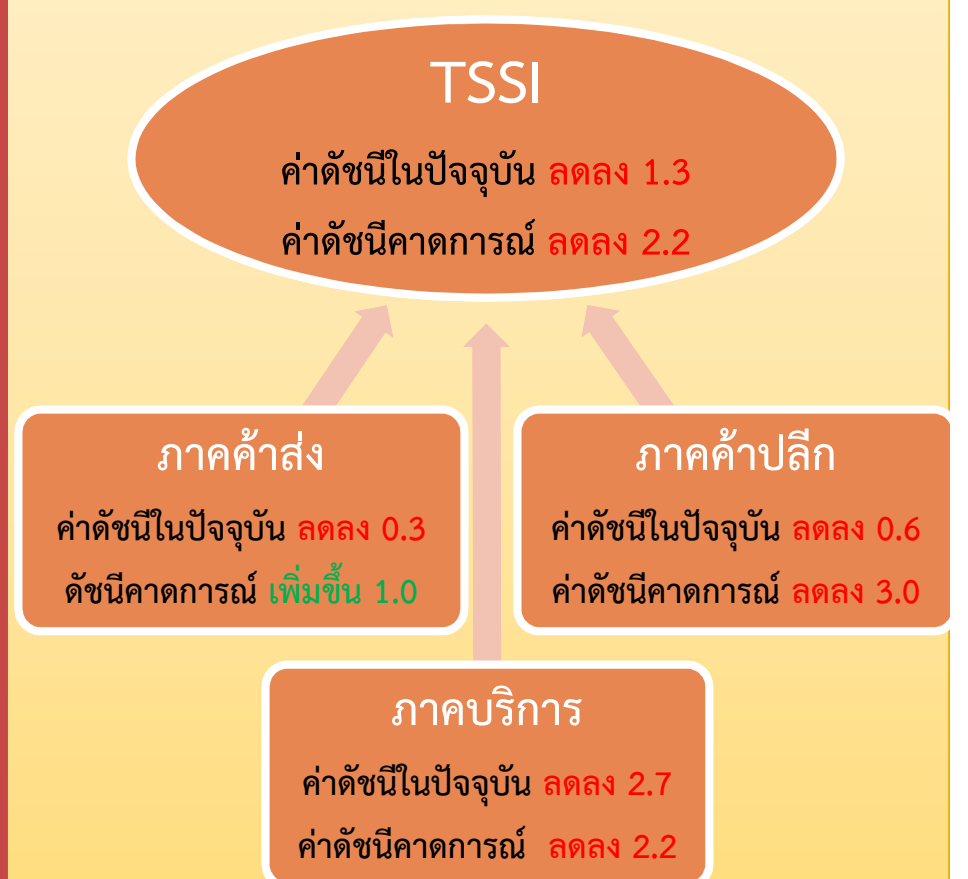 TSSI
ค่าดัชนีในปัจจุบัน ลดลง 1.3
ค่าดัชนีคาดการณ์ ลดลง 2.2
ภาคค้าส่ง
ค่าดัชนีในปัจจุบัน ลดลง 0.3
ดัชนีคาดการณ์ เพิ่มขึ้น 1.0
ภาคค้าปลีก
ค่าดัชนีในปัจจุบัน ลดลง 0.6
ค่าดัชนีคาดการณ์ ลดลง 3.0
ภาคบริการ
ค่าดัชนีในปัจจุบัน ลดลง 2.7
ค่าดัชนีคาดการณ์ ลดลง 2.2